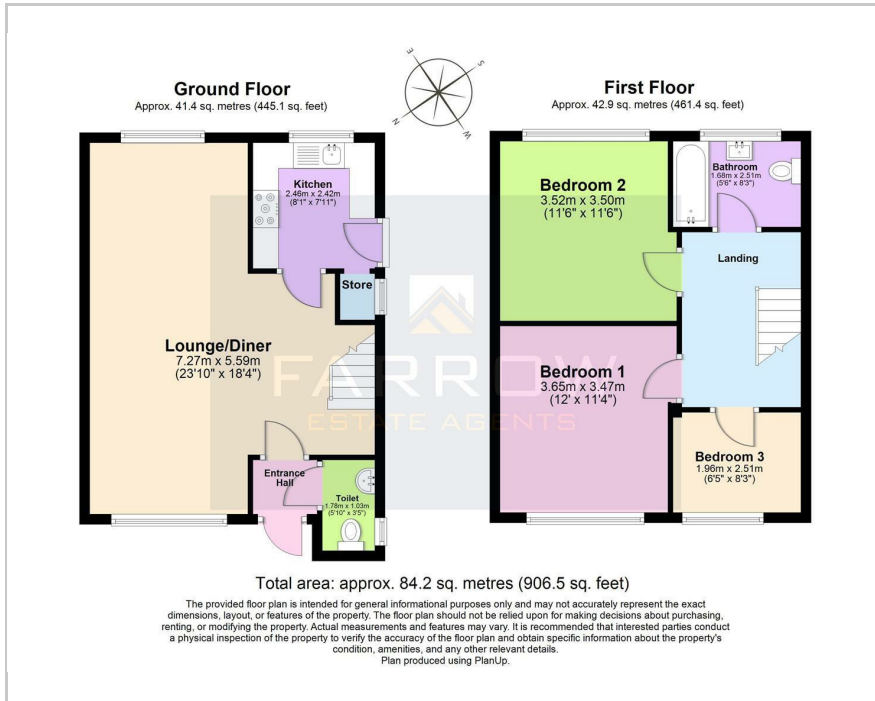 Ground Floor
Approx. 41.4 sq. metres (445.1 sq. feet)
E
S
N
W
First Floor
Approx. 42.9 sq. metres (461.4 sq. feet)
Kitchen
2.46m x 2.42m
(8'1" x 7'11")
Store
Lounge/Diner
7.27m x 5.59m
(23'10" x 18'4")
Entrance
Hall
Toilet
1.78m x 1.03m
(5'10" x 3'5")
Bedroom 2
3.52m x 3.50m
(11'6" x 11'6")
Bathroom
1.68m x 2.51m
(5'6" x 8'3")
Landing
Bedroom 1
3.65m x 3.47m
(12' x 11'4")
Bedroom 3
1.96m x 2.51m
(6'5" x 8'3")
FARROW
ESTATE AGENTS
Total area: approx. 84.2 sq. metres (906.5 sq. feet)
The provided floor plan is intended for general informational purposes only and may not accurately represent the exact
dimensions, layout, or features of the property. The floor plan should not be relied upon for making decisions about purchasing,
renting, or modifying the property. Actual measurements and features may vary. It is recommended that interested parties conduct
a physical inspection of the property to verify the accuracy of the floor plan and obtain specific information about the property's
condition, amenities, and any other relevant details.
Plan produced using PlanUp.